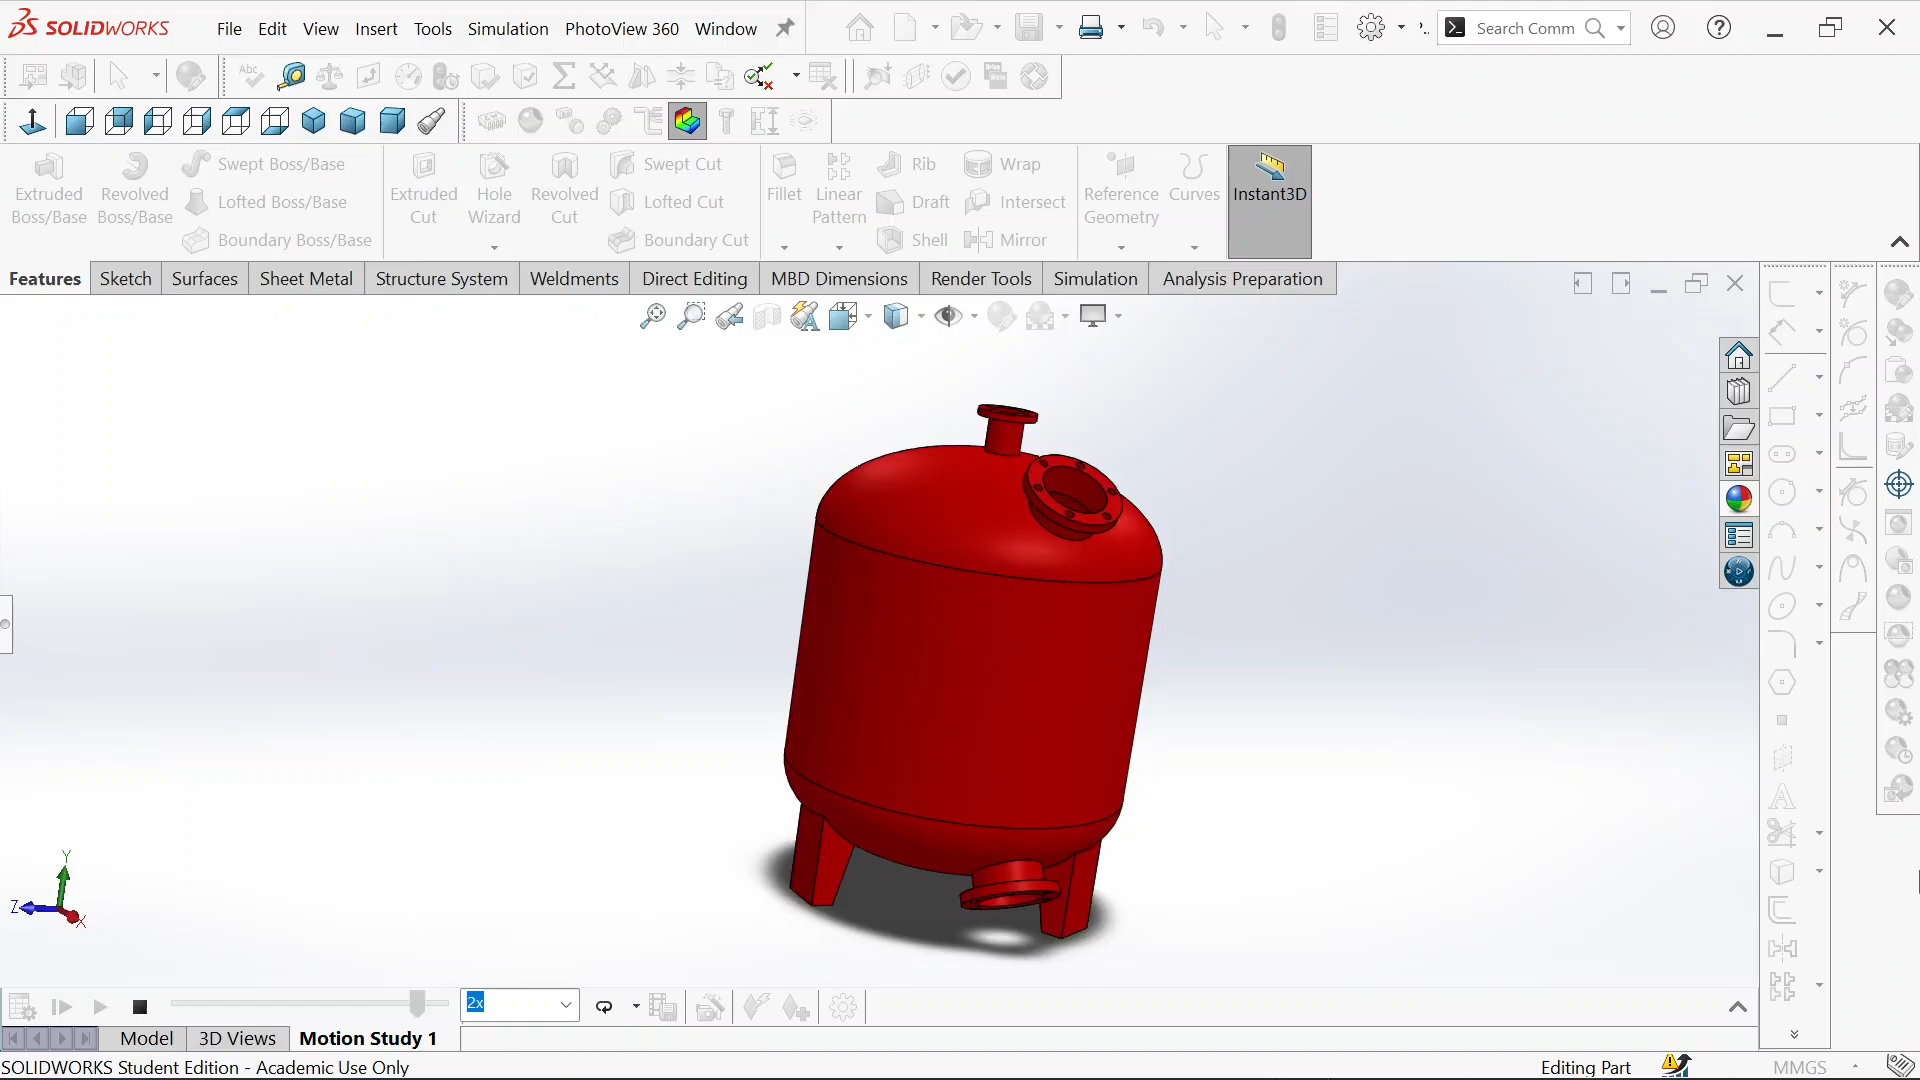 SOLIDWORKS File Edit View Insert Tools Simulation PhotoView 360 Window Search Comm
Abc
Extruded Boss/Base
Revolved Boss/Base
Swept Boss/Base
Lofted Boss/Base
Boundary Boss/Base
Extruded Cut
Hole Wizard
Revolved Cut
Swept Cut
Lofted Cut
Boundary Cut
Fillet
Linear Pattern
Rib
Draft
Shell
Wrap
Intersect
Mirror
Reference Geometry
Curves
Instant3D
Features Sketch Surfaces Sheet Metal Structure System Weldments Direct Editing MBD Dimensions Render Tools Simulation Analysis Preparation
Y
Z
X
2x
Model 3D Views Motion Study 1
SOLIDWORKS Student Edition - Academic Use Only Editing Part MMGS